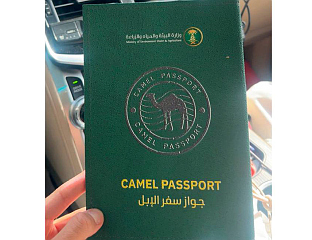 وزارة البيئة والمياه والزراعة
Ministry of Environment Water & Agriculture
CAMEL PASSPORT
CAMEL PASSPORT
CAMEL PASSPORT
جواز سفر الإبل